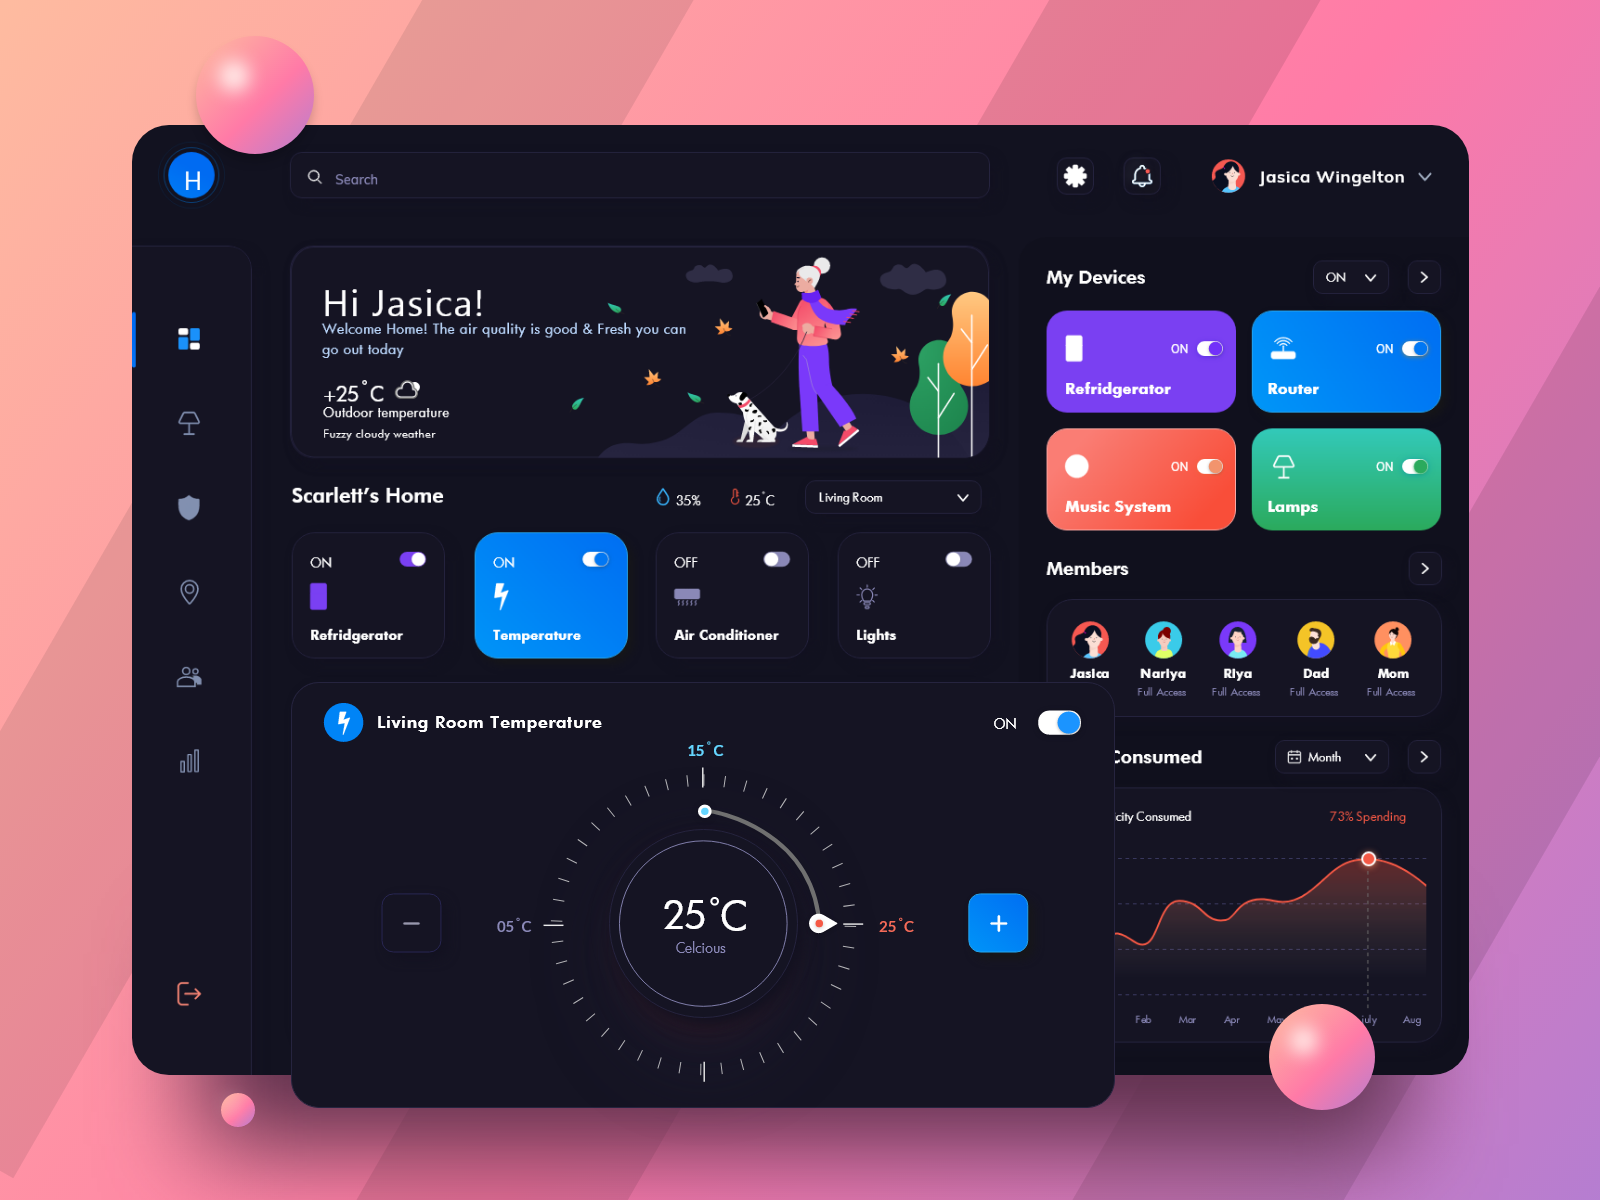 H
Search
Jasica Wingelton
Hi Jasica!
Welcome Home! The air quality is good & Fresh you can
go out today
+25°C
Outdoor temperature
Fuzzy cloudy weather
Scarlett's Home
35%
25°C
Living Room
ON
Refridgerator
ON
Temperature
OFF
Air Conditioner
OFF
Lights
Living Room Temperature
ON
15°C
05°C
25°C
Celcious
25°C
My Devices
ON
ON
Refridgerator
ON
Router
ON
Music System
ON
Lamps
Members
Jasica
Nariya
Full Access
Riya
Full Access
Dad
Full Access
Mom
Full Access
Consumed
Month
icity Consumed
73% Spending
Feb
Mar
Apr
Aug